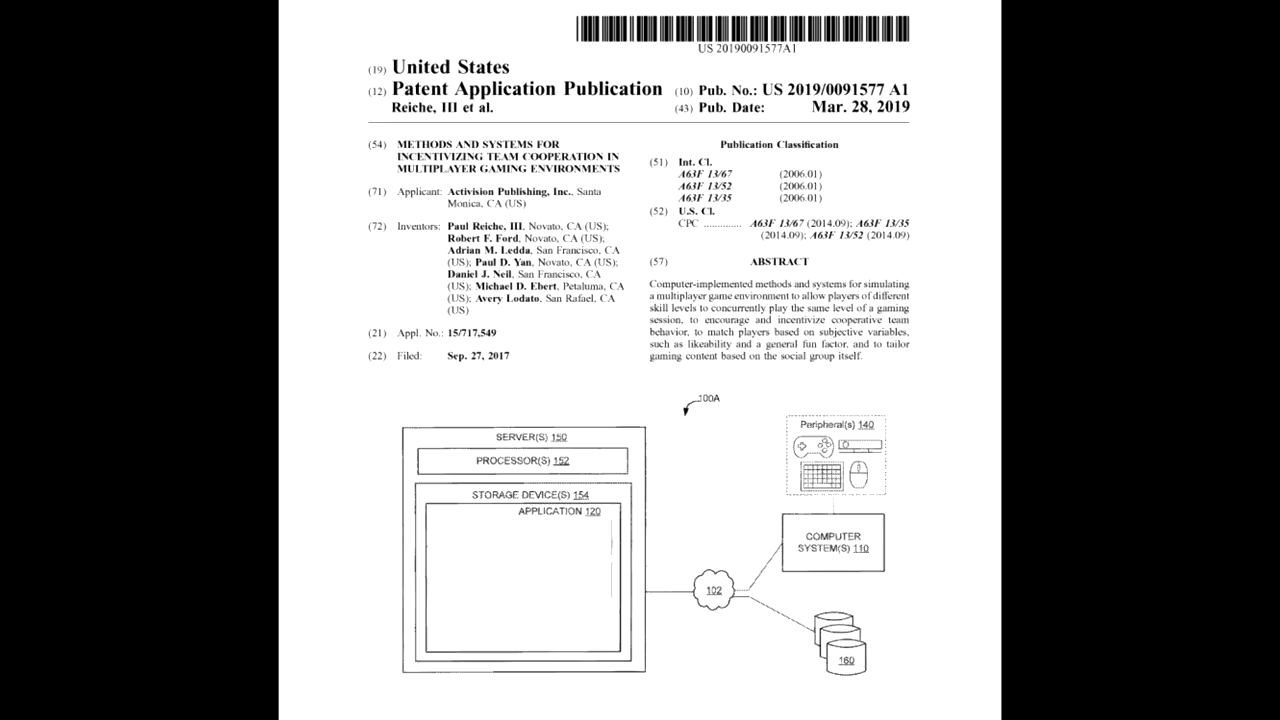 US 20190091577A1
(19) United States
(12) Patent Application Publication
Reiche, III et al.
(10) Pub. No.: US 2019/0091577 A1
(43) Pub. Date: Mar. 28, 2019
(54) METHODS AND SYSTEMS FOR
INCENTIVIZING TEAM COOPERATION IN
MULTIPLAYER GAMING ENVIRONMENTS
(71) Applicant: Activision Publishing, Inc., Santa
Monica, CA (US)
(72) Inventors: Paul Reiche, III, Novato, CA (US);
Robert F. Ford, Novato, CA (US);
Adrian M. Ledda, San Francisco, CA
(US); Paul D. Yan, Novato, CA (US);
Daniel J. Neil, San Francisco, CA
(US); Michael D. Ebert, Petaluma, CA
(US); Avery Lodato, San Rafael, CA
(US)
(21) Appl. No.: 15/717,549
(22) Filed: Sep. 27, 2017
Publication Classification
(51) Int. Cl.
A63F 13/67 (2006.01)
A63F 13/52 (2006.01)
A63F 13/35 (2006.01)
(52) U.S. Cl.
CPC ............. A63F 13/67 (2014.09); A63F 13/35
(2014.09); A63F 13/52 (2014.09)
(57) ABSTRACT
Computer-implemented methods and systems for simulating
a multiplayer game environment to allow players of different
skill levels to concurrently play the same level of a gaming
session, to encourage and incentivize cooperative team
behavior, to match players based on subjective variables,
such as likeability and a general fun factor, and to tailor
gaming content based on the social group itself.
100A
SERVER(S) 150
PROCESSOR(S) 152
STORAGE DEVICE(S) 154
APPLICATION 120
102
Peripheral(s) 140
COMPUTER
SYSTEM(S) 110
160